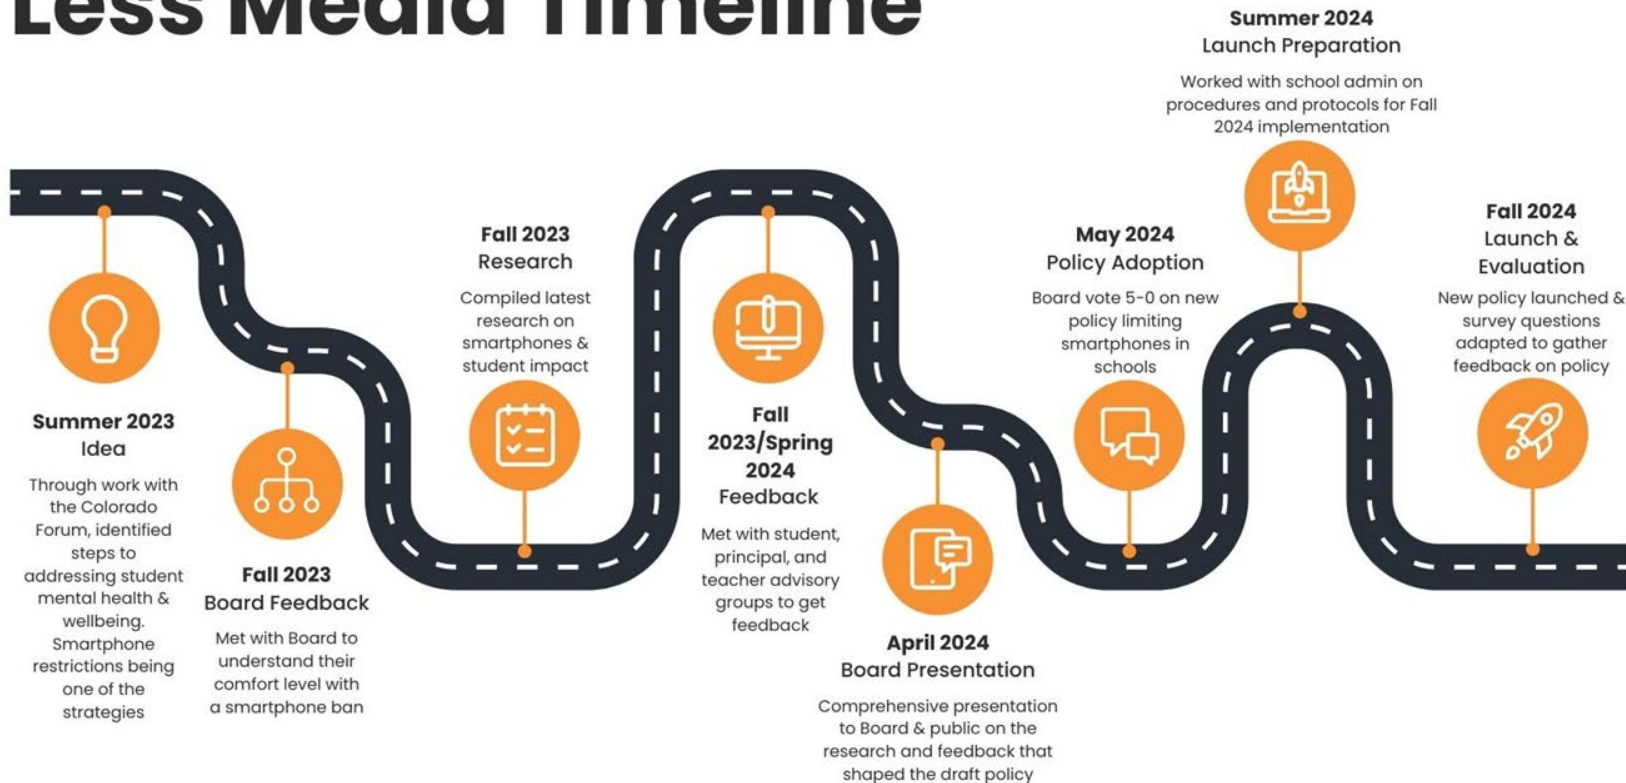 Less Media Timeline
Summer 2023
Idea
Through work with
the Colorado
Forum, identified
steps to
addressing student
mental health &
wellbeing.
Smartphone
restrictions being
one of the
strategies
Fall 2023
Board Feedback
Met with Board to
understand their
comfort level with
a smartphone ban
Fall 2023
Research
Compiled latest
research on
smartphones &
student impact
Fall
2023/Spring
2024
Feedback
Met with student,
principal, and
teacher advisory
groups to get
feedback
April 2024
Board Presentation
Comprehensive presentation
to Board & public on the
research and feedback that
shaped the draft policy
May 2024
Policy Adoption
Board vote 5-0 on new
policy limiting
smartphones in
schools
Summer 2024
Launch Preparation
Worked with school admin on
procedures and protocols for Fall
2024 implementation
Fall 2024
Launch &
Evaluation
New policy launched &
survey questions
adapted to gather
feedback on policy